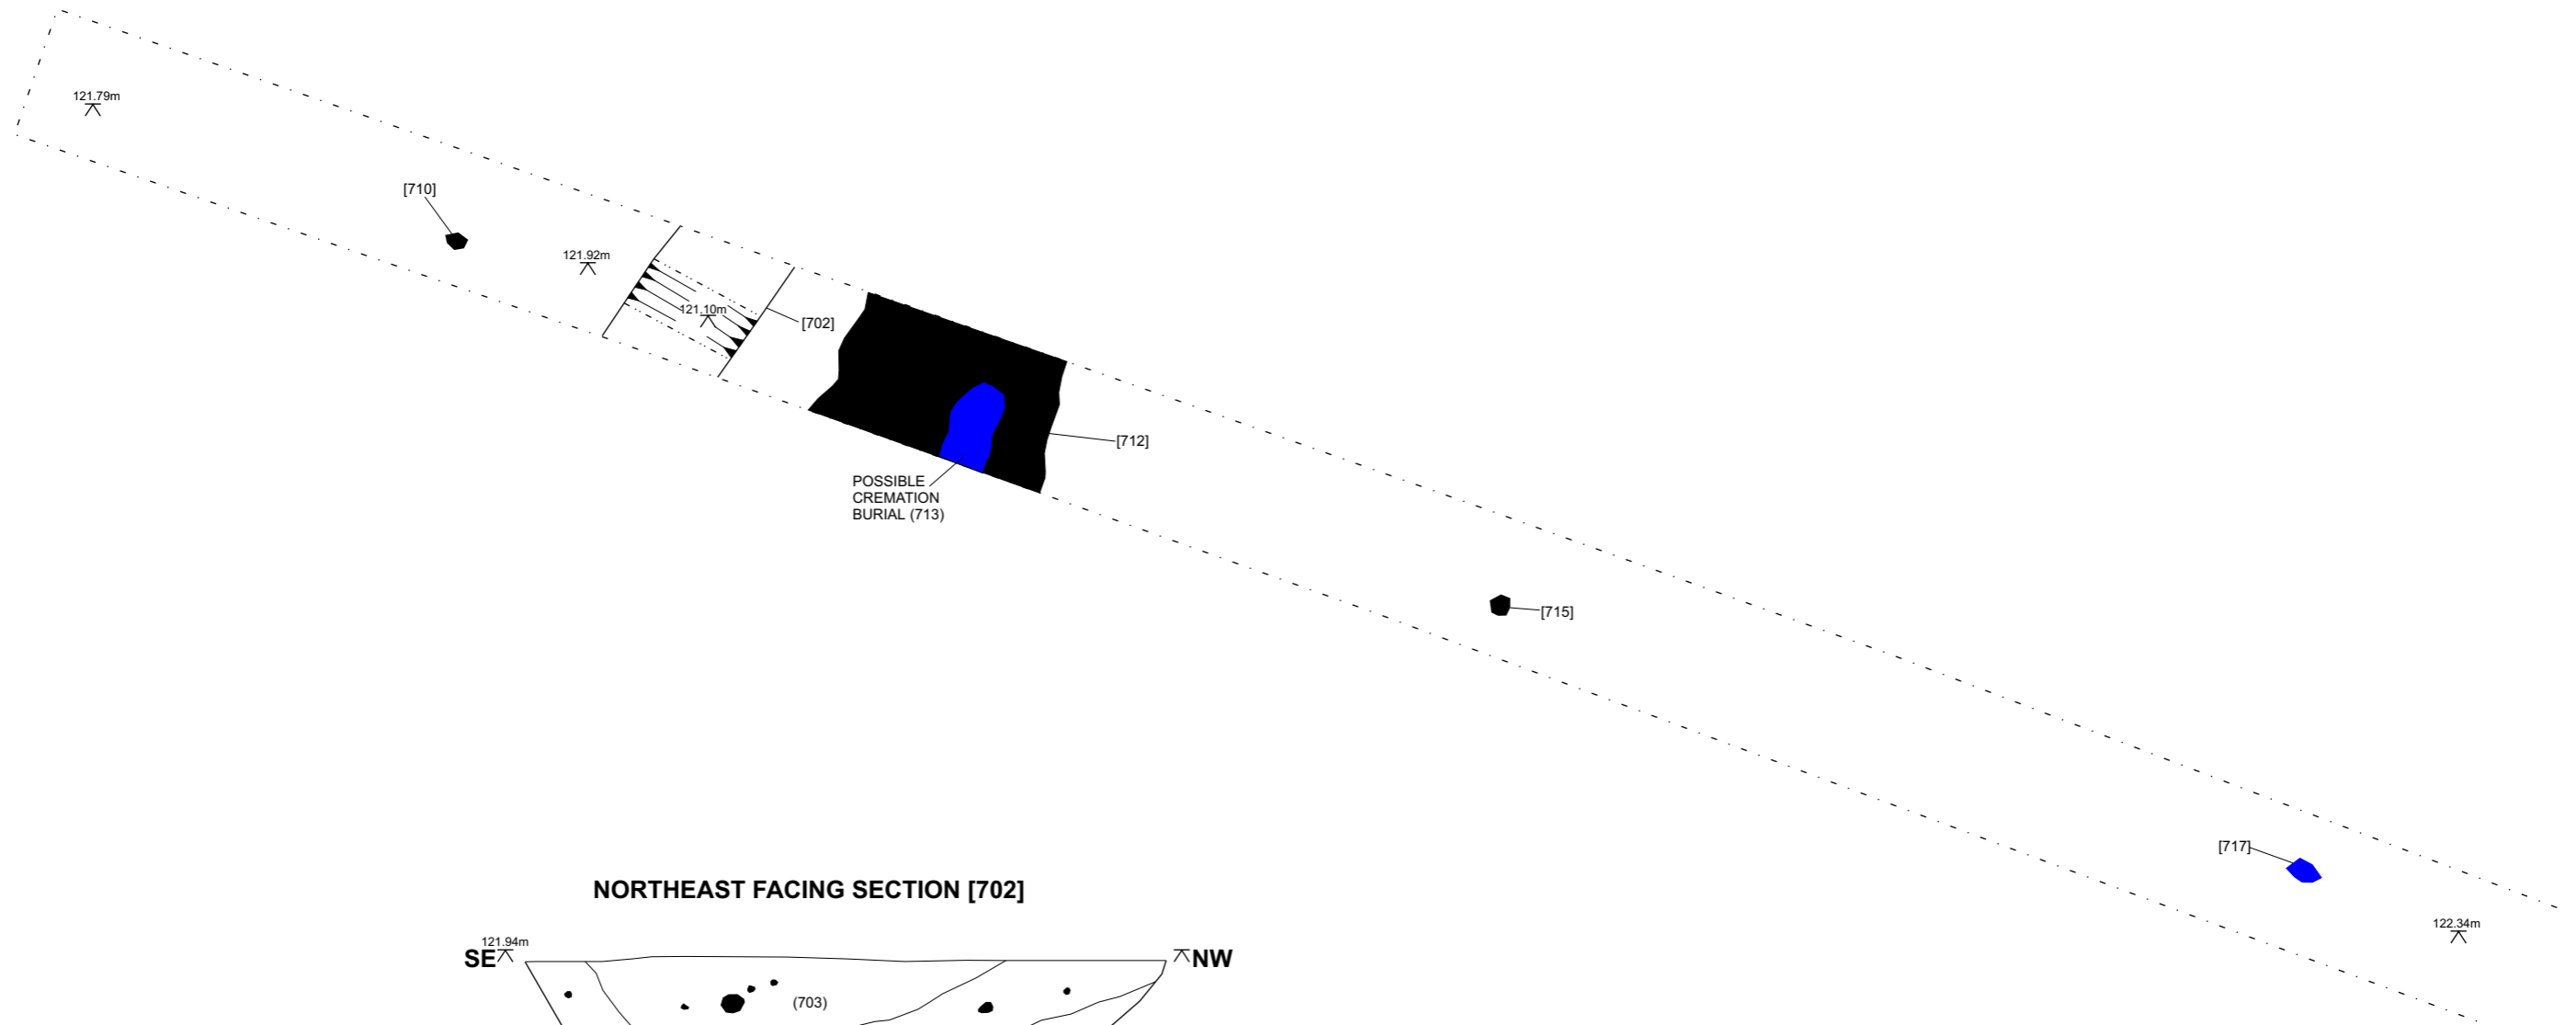 121.79m
[710]
121.92m
121.10m
[702]
[712]
POSSIBLE
CREMATION
BURIAL (713)
[715]
[717]
122.34m
NORTHEAST FACING SECTION [702]
121.94m
SE
NW
(703)